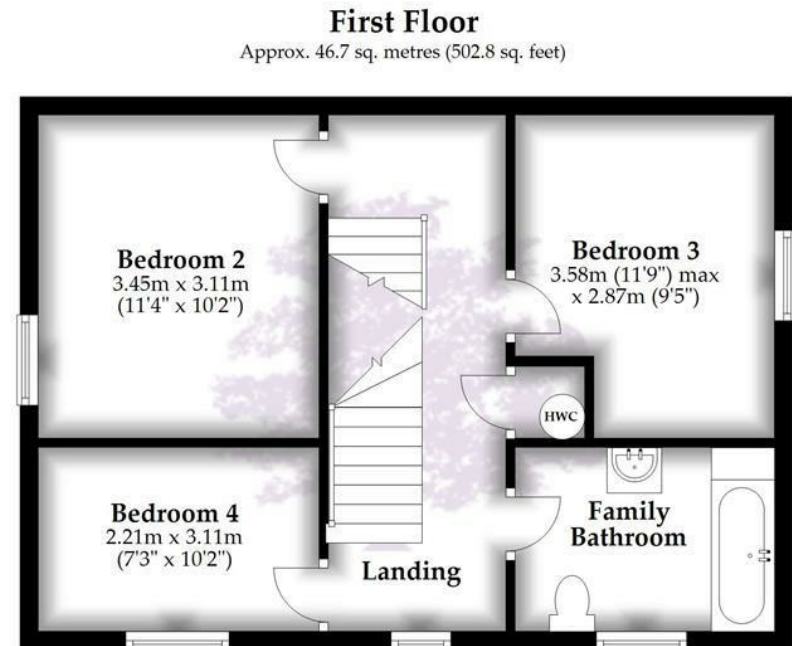 First Floor
Approx. 46.7 sq. metres (502.8 sq. feet)
Bedroom 2
3.45m x 3.11m
(11'4" x 10'2")
Bedroom 3
3.58m (11'9") max
x 2.87m (9'5")
HWC
Bedroom 4
2.21m x 3.11m
(7'3" x 10'2")
Landing
Family
Bathroom